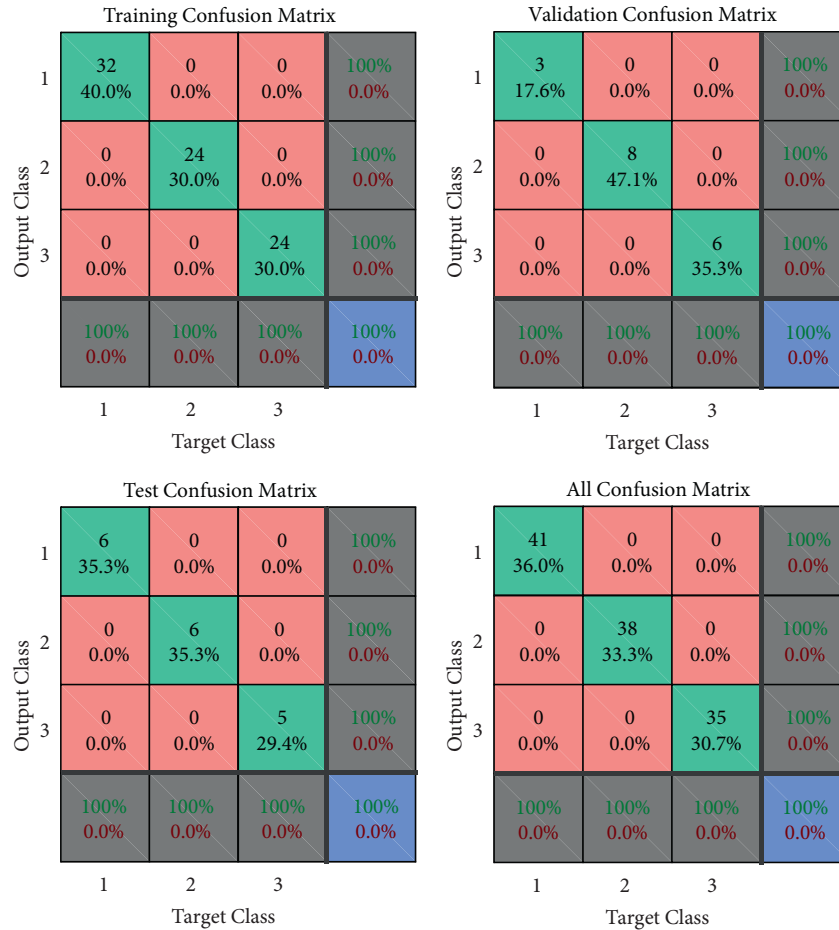 Training Confusion Matrix
Output Class
1
32 0 0 100%
40.0% 0.0% 0.0% 0.0%
2
0 24 0 100%
0.0% 30.0% 0.0% 0.0%
3
0 0 24 100%
0.0% 0.0% 30.0% 0.0%
100% 100% 100% 100%
0.0% 0.0% 0.0% 0.0%
1 2 3
Target Class
Validation Confusion Matrix
Output Class
1
3 0 0 100%
17.6% 0.0% 0.0% 0.0%
2
0 8 0 100%
0.0% 47.1% 0.0% 0.0%
3
0 0 6 100%
0.0% 0.0% 35.3% 0.0%
100% 100% 100% 100%
0.0% 0.0% 0.0% 0.0%
1 2 3
Target Class
Test Confusion Matrix
Output Class
1
6 0 0 100%
35.3% 0.0% 0.0% 0.0%
2
0 6 0 100%
0.0% 35.3% 0.0% 0.0%
3
0 0 5 100%
0.0% 0.0% 29.4% 0.0%
100% 100% 100% 100%
0.0% 0.0% 0.0% 0.0%
1 2 3
Target Class
All Confusion Matrix
Output Class
1
41 0 0 100%
36.0% 0.0% 0.0% 0.0%
2
0 38 0 100%
0.0% 33.3% 0.0% 0.0%
3
0 0 35 100%
0.0% 0.0% 30.7% 0.0%
100% 100% 100% 100%
0.0% 0.0% 0.0% 0.0%
1 2 3
Target Class